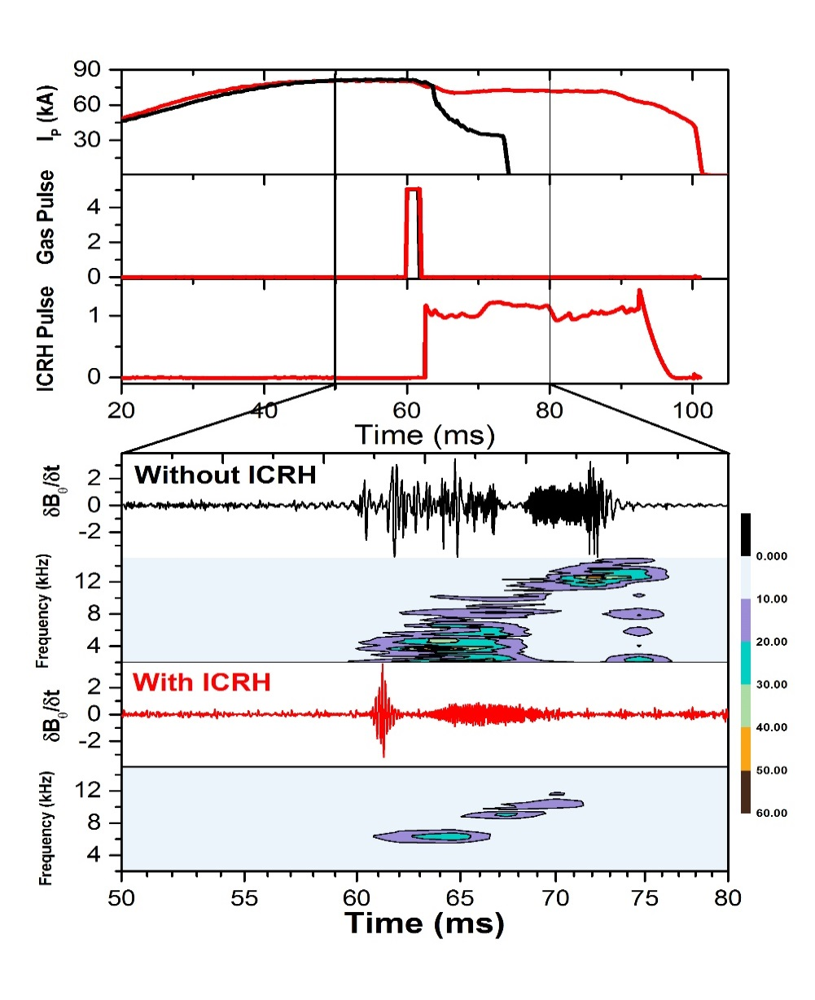 90
60
30
I_P (kA)
4
2
0
Gas Pulse
1
0
ICRH Pulse
20 40 60 80 100
Time (ms)
Without ICRH
2
0
-2
δB_θ/δt
12
8
4
Frequency (kHz)
With ICRH
2
0
-2
δB_θ/δt
12
8
4
Frequency (kHz)
50 55 60 65 70 75 80
Time (ms)
0.000
10.00
20.00
30.00
40.00
50.00
60.00